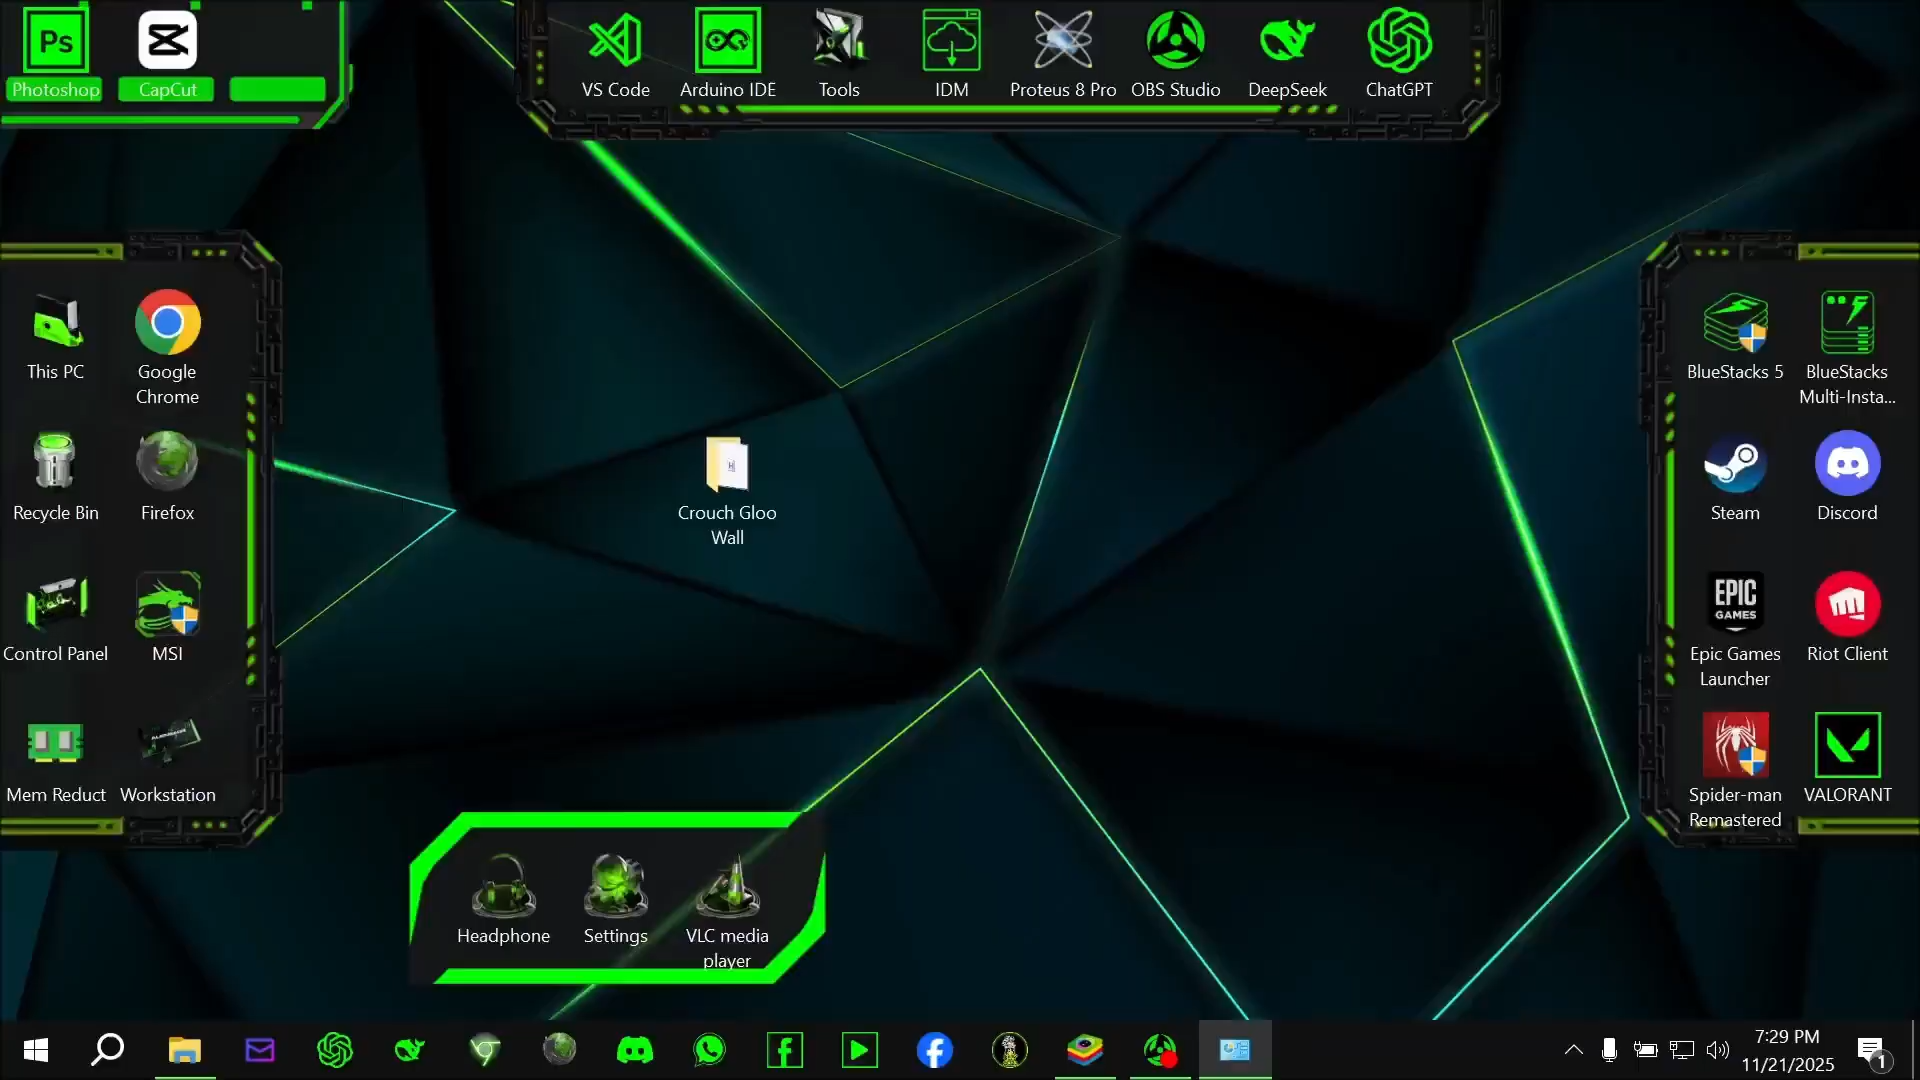 Ps
Photoshop
CapCut
VS Code
Arduino IDE
Tools
IDM
Proteus 8 Pro
OBS Studio
DeepSeek
ChatGPT
This PC
Google
Chrome
Recycle Bin
Firefox
Control Panel
MSI
Mem Reduct
Workstation
Crouch Gloo
Wall
BlueStacks 5
BlueStacks
Multi-Insta...
Steam
Discord
EPIC
GAMES
Epic Games
Launcher
Riot Client
Spider-man
Remastered
VALORANT
Headphone
Settings
VLC media
player
7:29 PM
11/21/2025
1